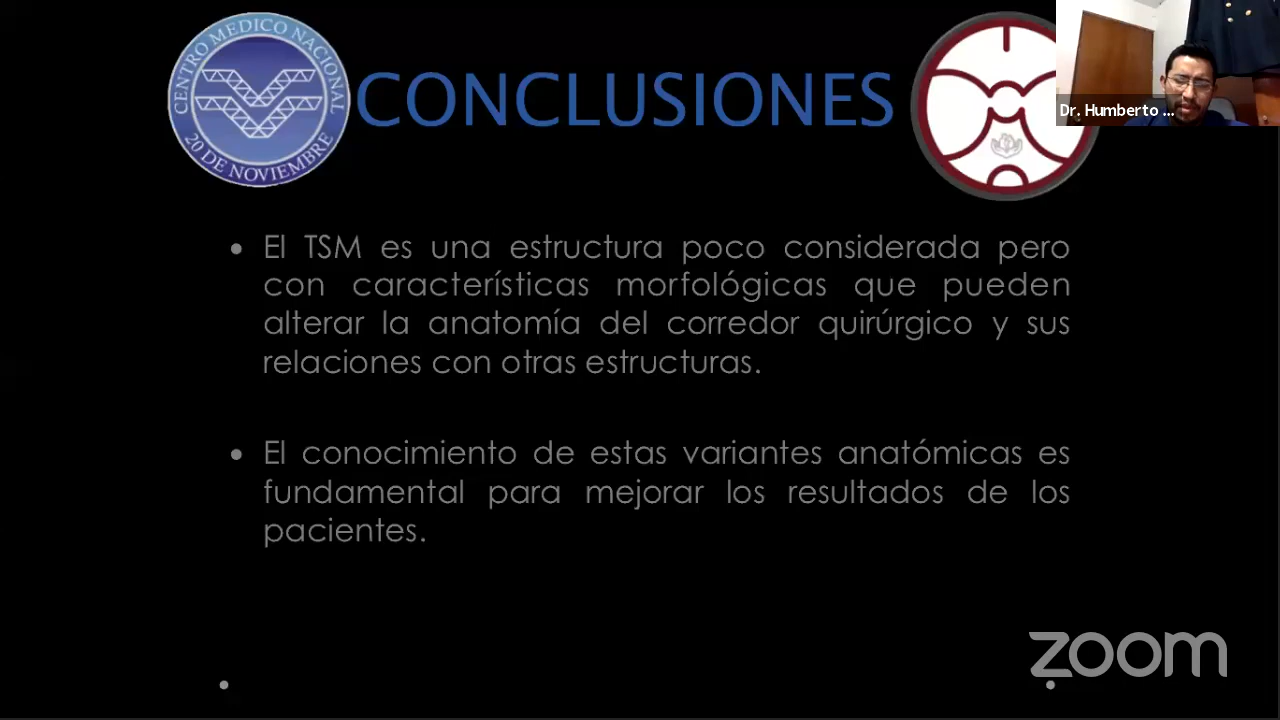 CENTRO MEDICO NACIONAL
20 DE NOVIEMBRE
CONCLUSIONES
Dr. Humberto ...
• El TSM es una estructura poco considerada pero
con características morfológicas que pueden
alterar la anatomía del corredor quirúrgico y sus
relaciones con otras estructuras.
• El conocimiento de estas variantes anatómicas es
fundamental para mejorar los resultados de los
pacientes.
zoom